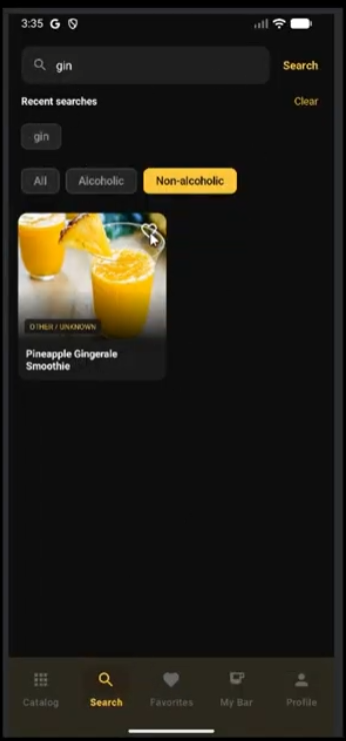 3:35 G
gin
Search
Recent searches
Clear
gin
All
Alcoholic
Non-alcoholic
OTHER / UNKNOWN
Pineapple Gingerale
Smoothie
Catalog
Search
Favorites
My Bar
Profile